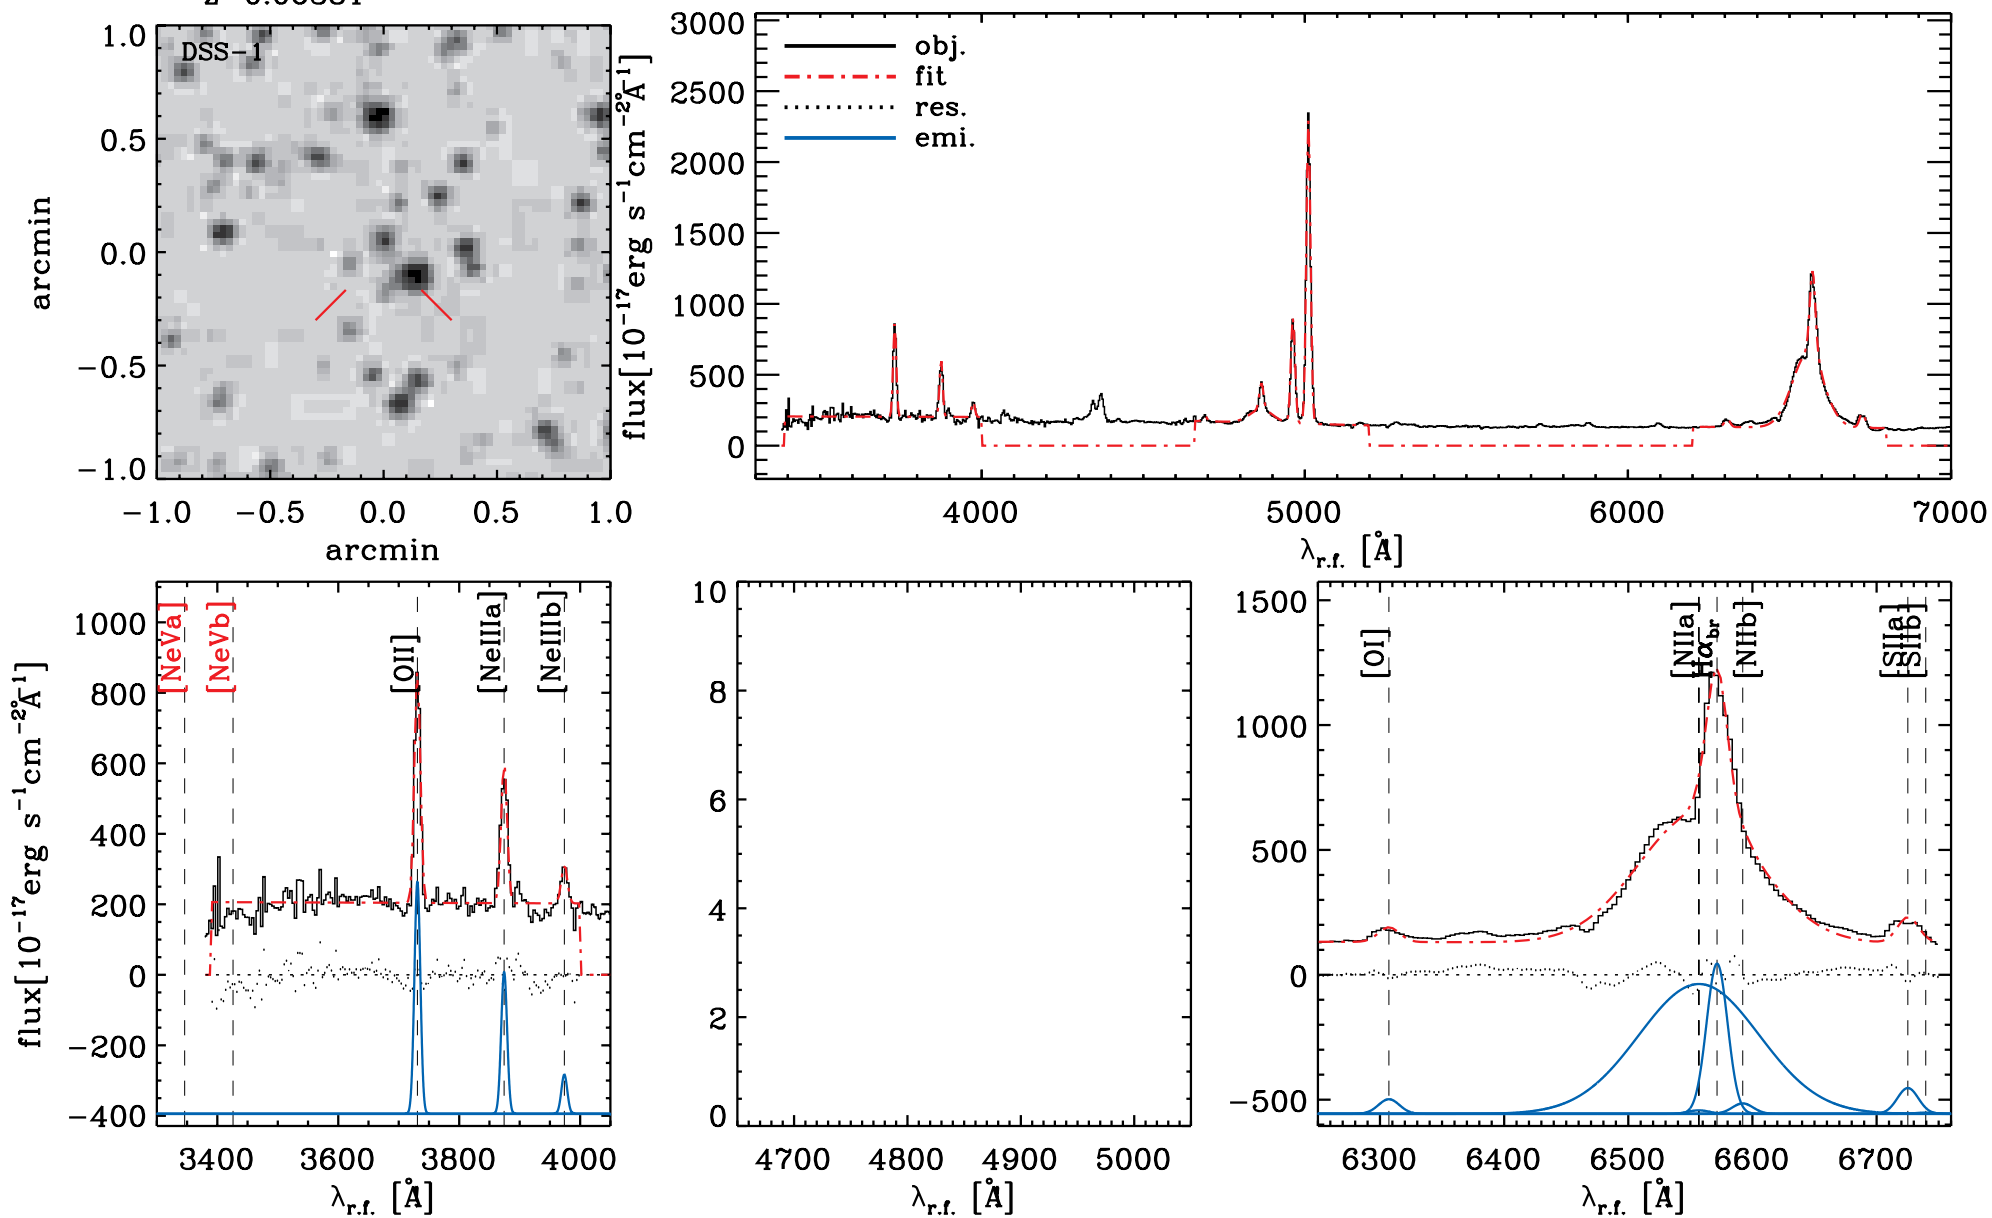 DSS-1
1.0
0.5
0.0
-0.5
-1.0
arcmin
-1.0 -0.5 0.0 0.5 1.0
arcmin
obj.
fit
res.
emi.
3000
2500
2000
1500
1000
500
0
flux[10⁻¹⁷erg s⁻¹cm⁻²Å⁻¹]
4000 5000 6000 7000
λr.f. [Å]
[NeVa]
[NeVb]
[OII]
[NeIIIa]
[NeIIIb]
1000
800
600
400
200
0
-200
-400
flux[10⁻¹⁷erg s⁻¹cm⁻²Å⁻¹]
3400 3600 3800 4000
λr.f. [Å]
10
8
6
4
2
0
4700 4800 4900 5000
λr.f. [Å]
[OI]
[NIIa]
Hαbr
[NIIb]
[SIIa]
[SIIb]
1500
1000
500
0
-500
6300 6400 6500 6600 6700
λr.f. [Å]